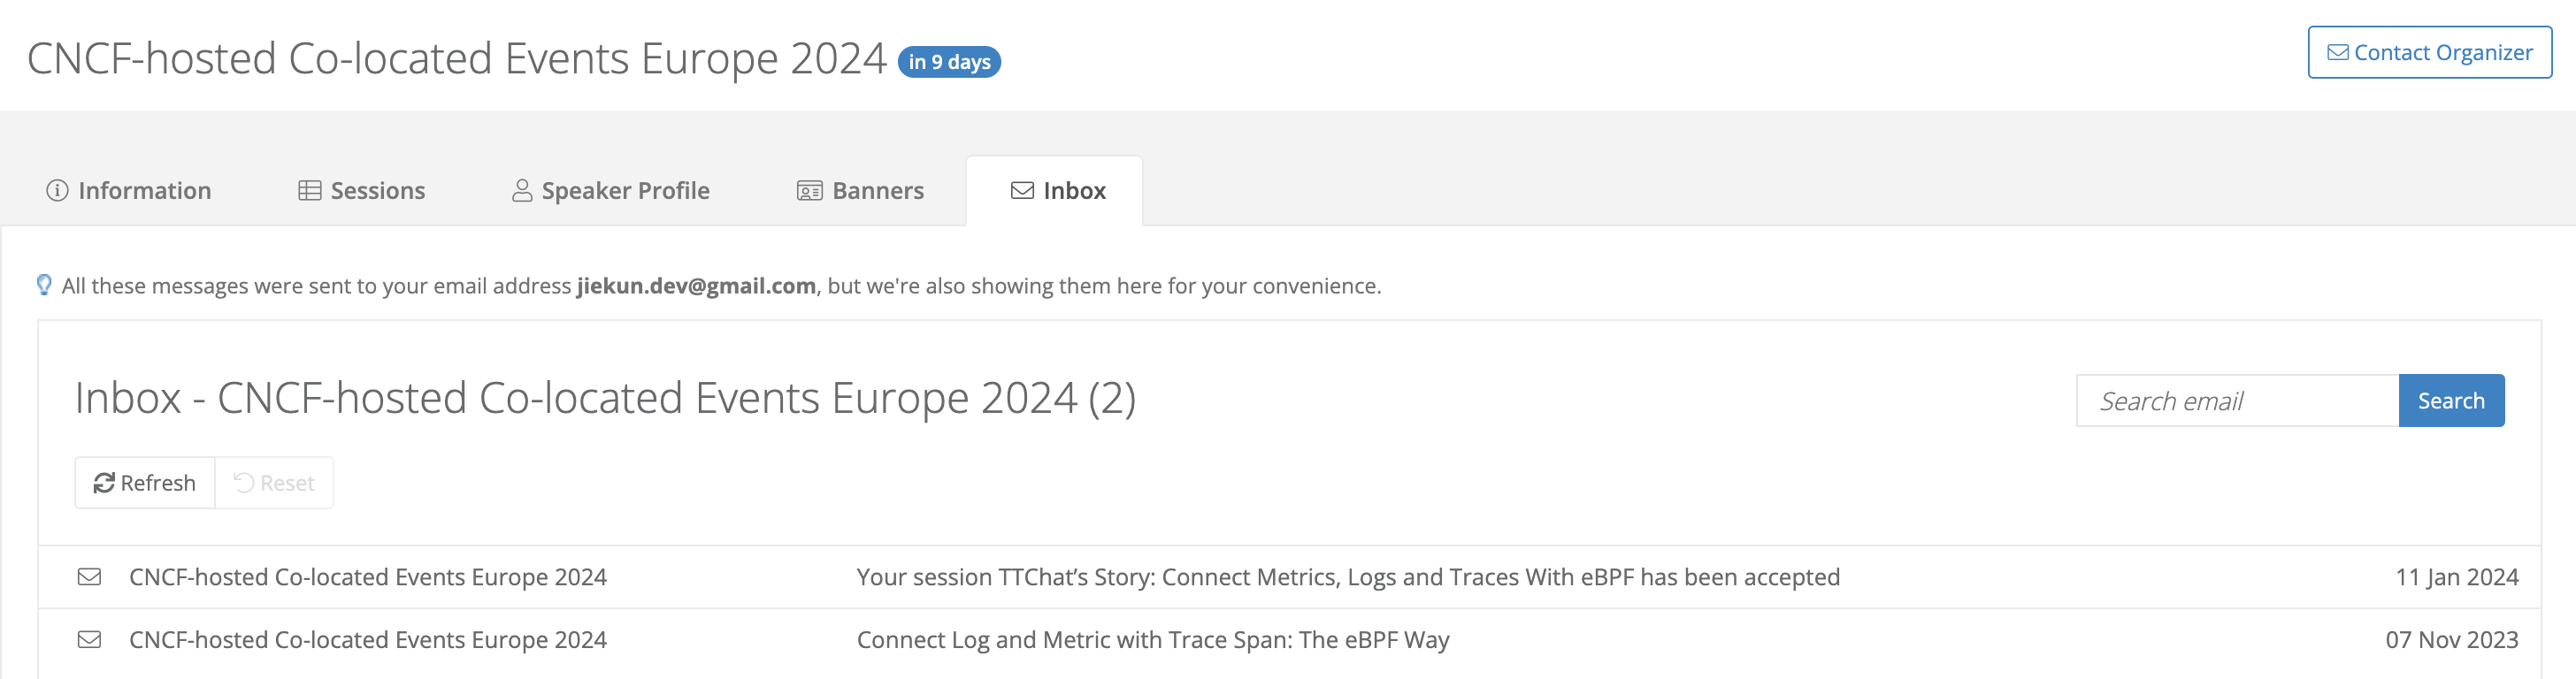 CNCF-hosted Co-located Events Europe 2024 in 9 days Contact Organizer
Information Sessions Speaker Profile Banners Inbox
All these messages were sent to your email address jiekun.dev@gmail.com, but we're also showing them here for your convenience.
Inbox - CNCF-hosted Co-located Events Europe 2024 (2) Search email Search
Refresh Reset
CNCF-hosted Co-located Events Europe 2024 Your session TTChat’s Story: Connect Metrics, Logs and Traces With eBPF has been accepted 11 Jan 2024
CNCF-hosted Co-located Events Europe 2024 Connect Log and Metric with Trace Span: The eBPF Way 07 Nov 2023